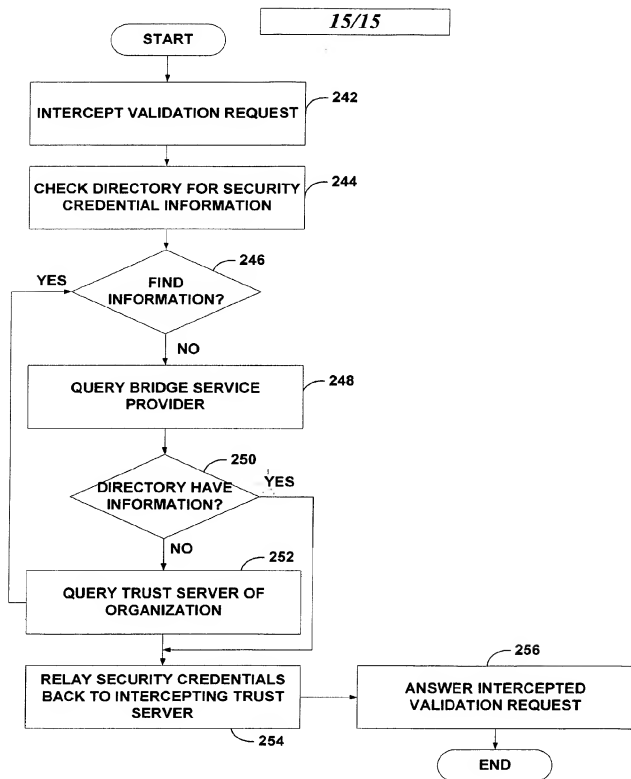 15/15
START
INTERCEPT VALIDATION REQUEST
242
CHECK DIRECTORY FOR SECURITY
CREDENTIAL INFORMATION
244
246
YES
FIND
INFORMATION?
NO
QUERY BRIDGE SERVICE
PROVIDER
248
250
YES
DIRECTORY HAVE
INFORMATION?
NO
252
QUERY TRUST SERVER OF
ORGANIZATION
RELAY SECURITY CREDENTIALS
BACK TO INTERCEPTING TRUST
SERVER
254
256
ANSWER INTERCEPTED
VALIDATION REQUEST
END